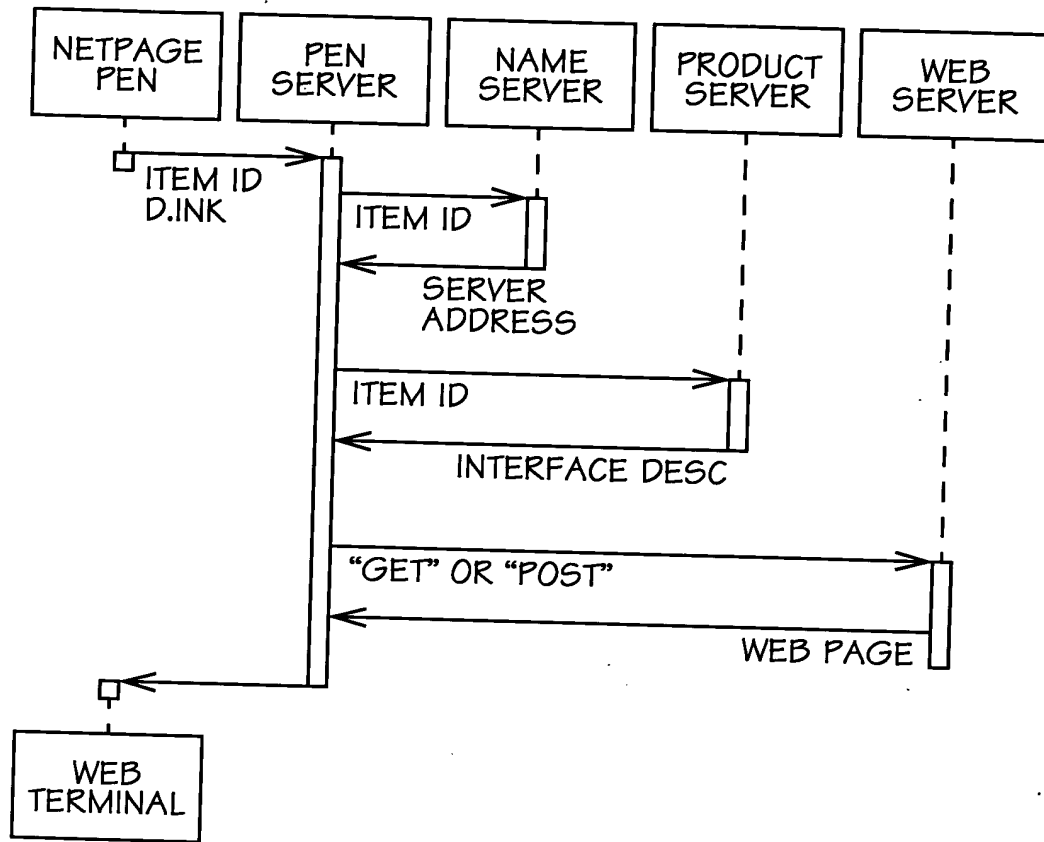 NETPAGE
PEN
PEN
SERVER
NAME
SERVER
PRODUCT
SERVER
WEB
SERVER
ITEM ID
D.INK
ITEM ID
SERVER
ADDRESS
ITEM ID
INTERFACE DESC
“GET” OR “POST”
WEB PAGE
WEB
TERMINAL